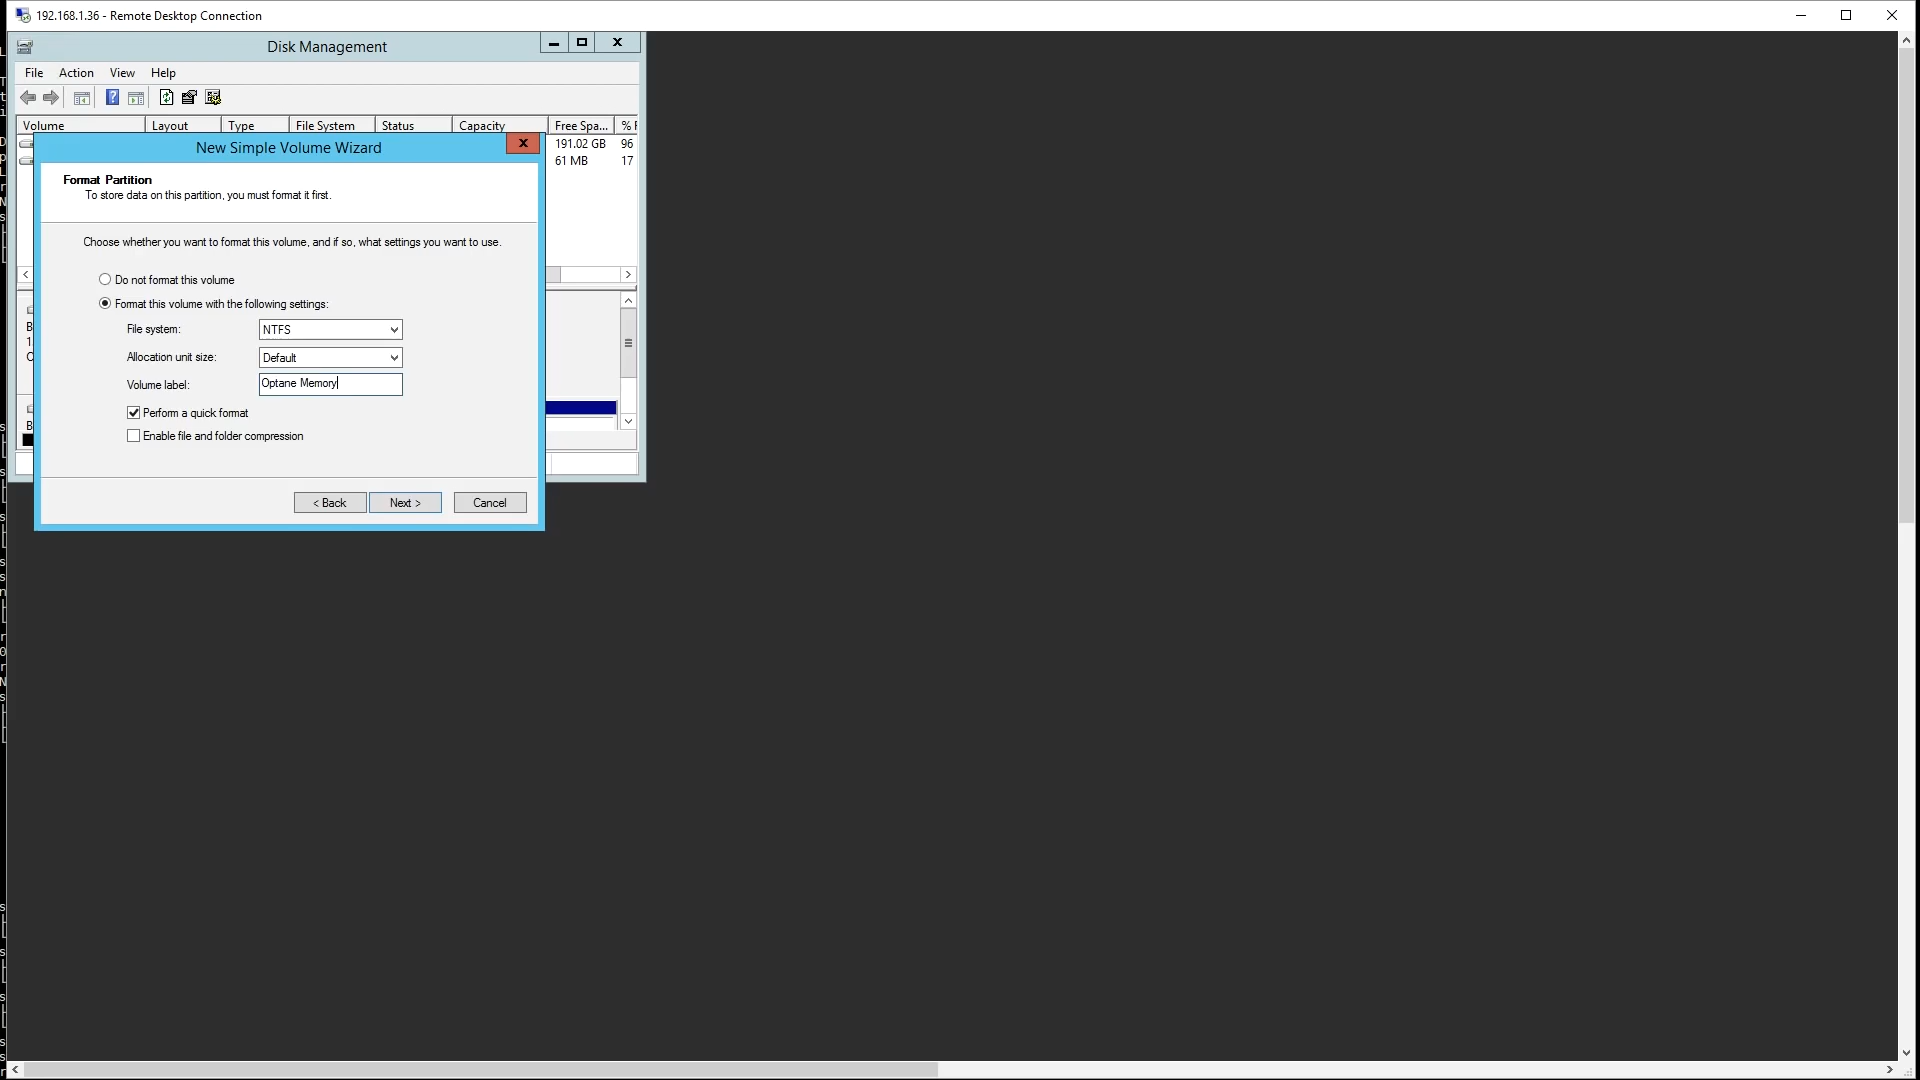 192.168.1.36 - Remote Desktop Connection
Disk Management
File Action View Help
Volume Layout Type File System Status Capacity Free Spa... %
191.02 GB 96
61 MB 17
New Simple Volume Wizard
Format Partition
To store data on this partition, you must format it first.
Choose whether you want to format this volume, and if so, what settings you want to use.
Do not format this volume
Format this volume with the following settings:
File system: NTFS
Allocation unit size: Default
Volume label: Optane Memory
Perform a quick format
Enable file and folder compression
< Back Next > Cancel